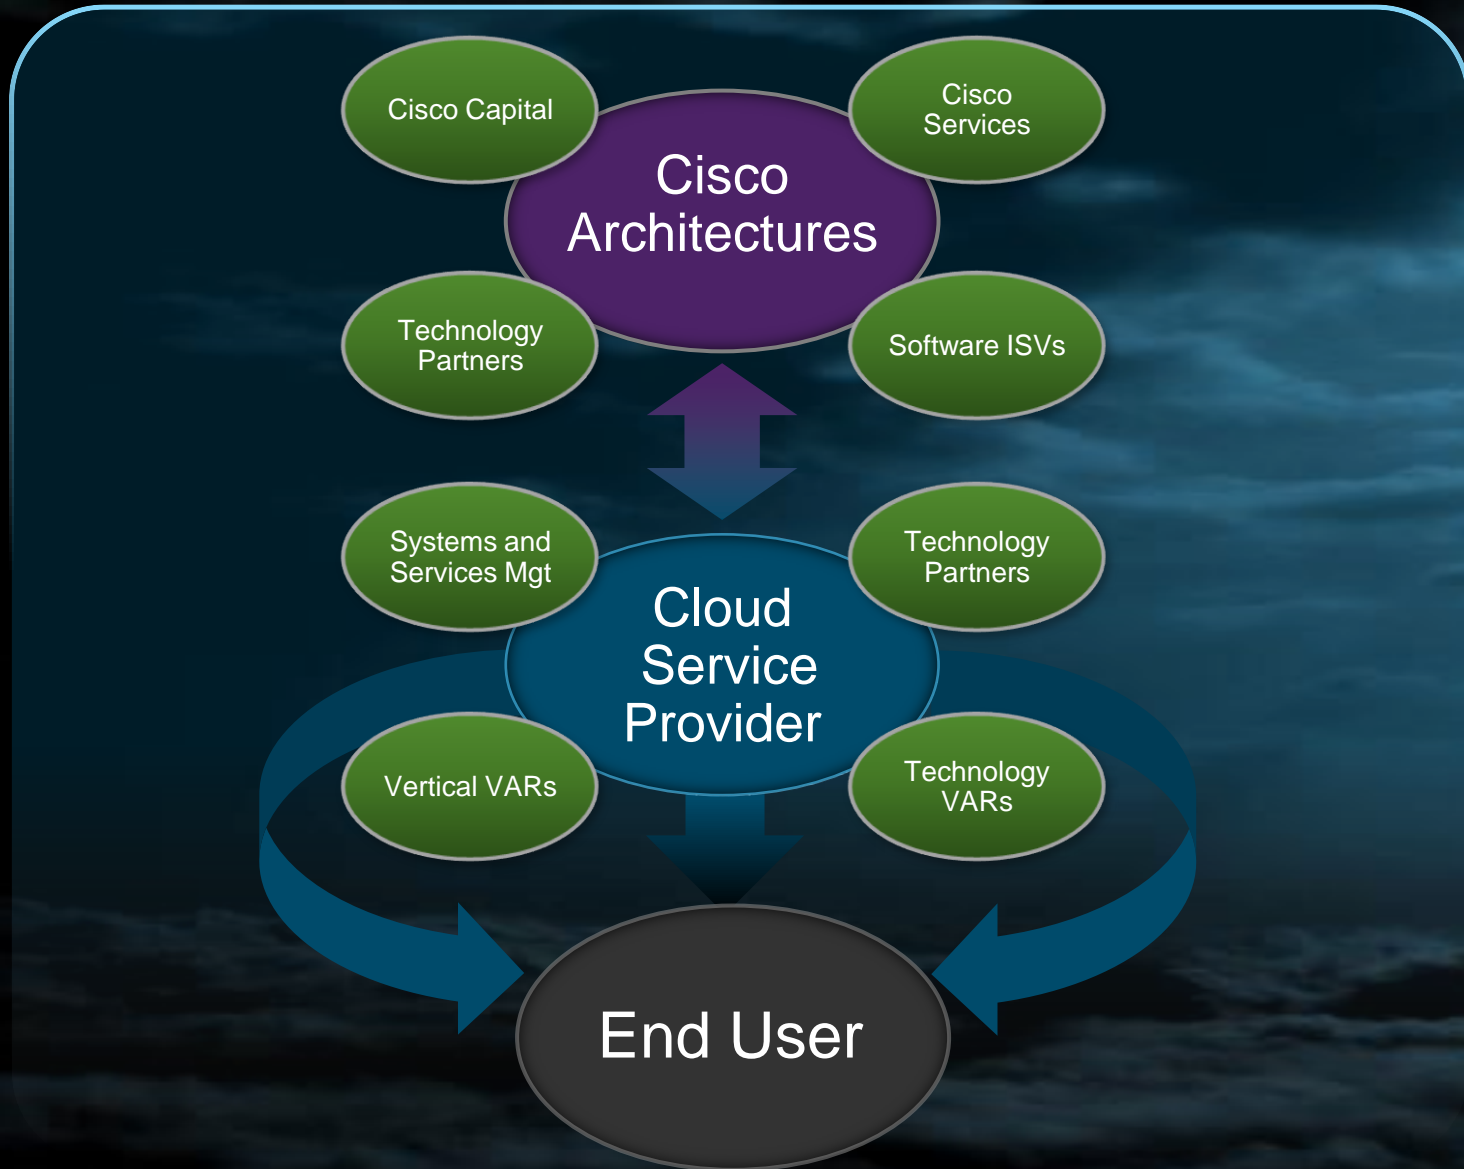 Cisco Capital
Cisco
Services
Cisco
Architectures
Technology
Partners
Software ISVs
Systems and
Services Mgt
Technology
Partners
Cloud
Service
Provider
Vertical VARs
Technology
VARs
End User